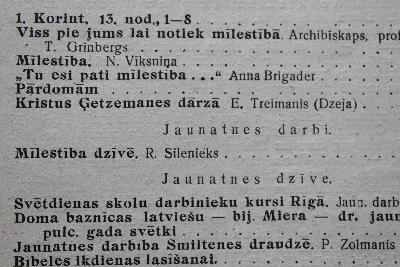 1. Korint. 13. nod., 1—8 . . . . . . . . . . . .
Viss pie jums lai notiek mīlestībā. Archibīskaps, prof.
T. Grīnbergs . . . . . . . . . . . . . . . .
Mīlestība. N. Vīksniņa . . . . . . . . . . . . .
„Tu esi pati mīlestība . . .“ Anna Brigader . . . .
Pārdomām . . . . . . . . . . . . . . . . . .
Kristus Ģetzemanes dārzā E. Treimanis (Dzeja) . . .
Jaunatnes darbi.
Mīlestība dzīvē. R. Silenieks . . . . . . . . . .
Jaunatnes dzīve.
Svētdienas skolu darbinieku kursi Rīgā. Jaun. darb
Doma baznīcas latviešu — bij. Miera — dr. jaun
pulc. gada svētki . . . . . . . . . . . . . .
Jaunatnes darbība Smiltenes draudzē. P. Zolmanis
Bībeles ikdienas lasīšanai. . . . . . . . . . . .